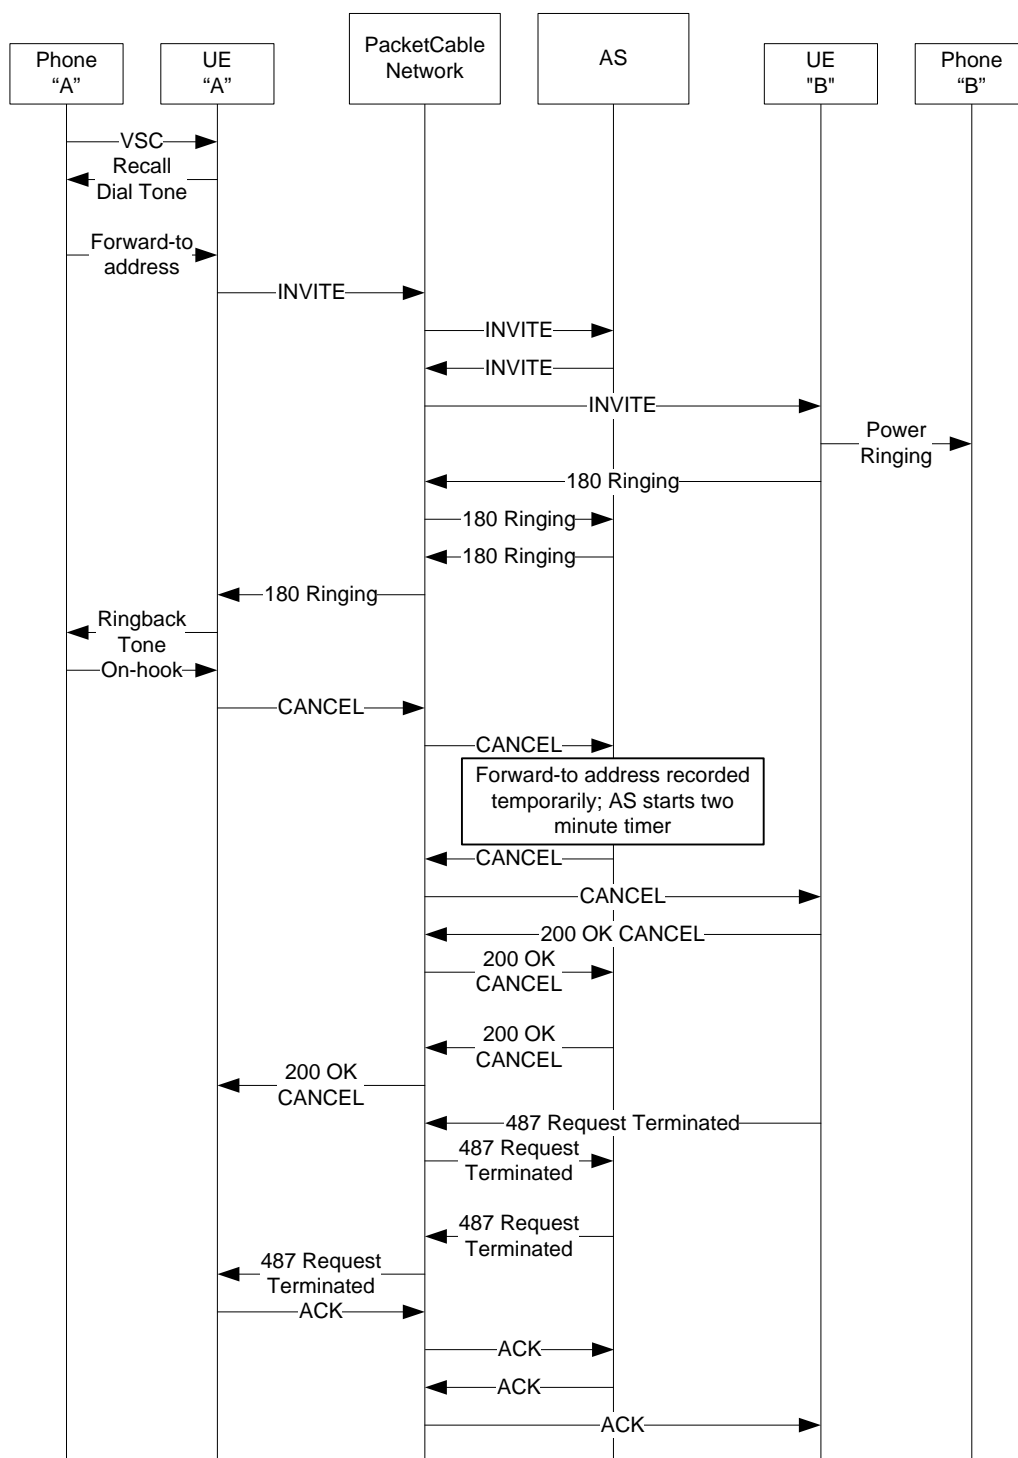 Phone
“A”
UE
“A”
PacketCable
Network
AS
UE
"B"
Phone
“B”
VSC
Recall
Dial Tone
Forward-to
address
INVITE
INVITE
INVITE
INVITE
Power
Ringing
180 Ringing
180 Ringing
180 Ringing
180 Ringing
Ringback
Tone
On-hook
CANCEL
CANCEL
Forward-to address recorded
temporarily; AS starts two
minute timer
CANCEL
CANCEL
200 OK CANCEL
200 OK
CANCEL
200 OK
CANCEL
200 OK
CANCEL
487 Request Terminated
487 Request
Terminated
487 Request
Terminated
487 Request
Terminated
ACK
ACK
ACK
ACK